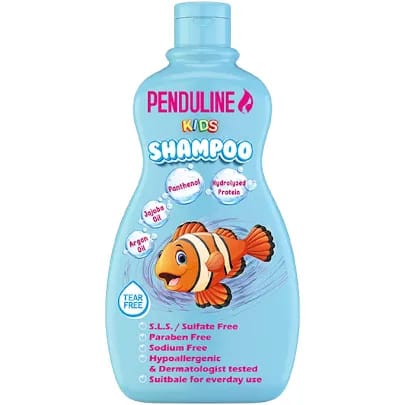 PENDULINE
KIDS
SHAMPOO
Panthenol
Hydrolyzed
Protein
Jojoba
Oil
Argan
Oil
TEAR
FREE
S.L.S. / Sulfate Free
Paraben Free
Sodium Free
Hypoallergenic
& Dermatologist tested
Suitbale for everday use